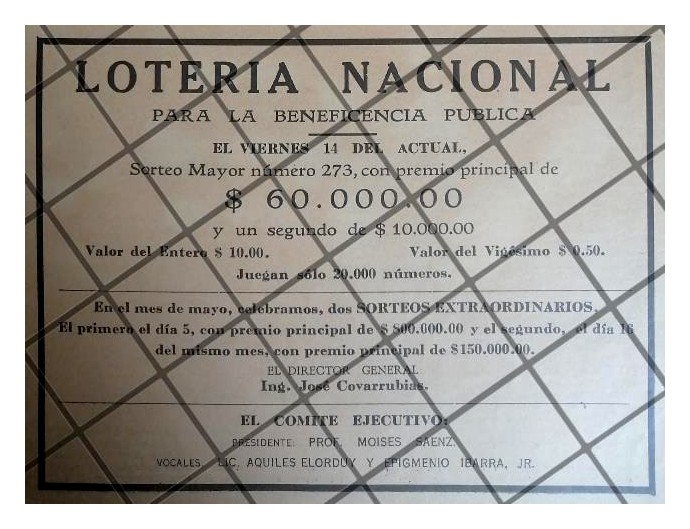 LOTERIA NACIONAL
PARA LA BENEFICENCIA PUBLICA
EL VIERNES 14 DEL ACTUAL,
Sorteo Mayor número 273, con premio principal de
$ 60.000.00
y un segundo de $ 10.000.00
Valor del Entero $ 10.00. Valor del Vigésimo $ 0.50.
Juegan sólo 20.000 números.
En el mes de mayo, celebramos, dos SORTEOS EXTRAORDINARIOS.
El primero el día 5, con premio principal de $ 800.000.00 y el segundo, el día 16
del mismo mes, con premio principal de $150.000.00.
EL DIRECTOR GENERAL:
Ing. José Covarrubias.
EL COMITE EJECUTIVO:
PRESIDENTE: PROF. MOISES SAENZ.
VOCALES: LIC. AQUILES ELORDUY Y EPIGMENIO IBARRA, JR.